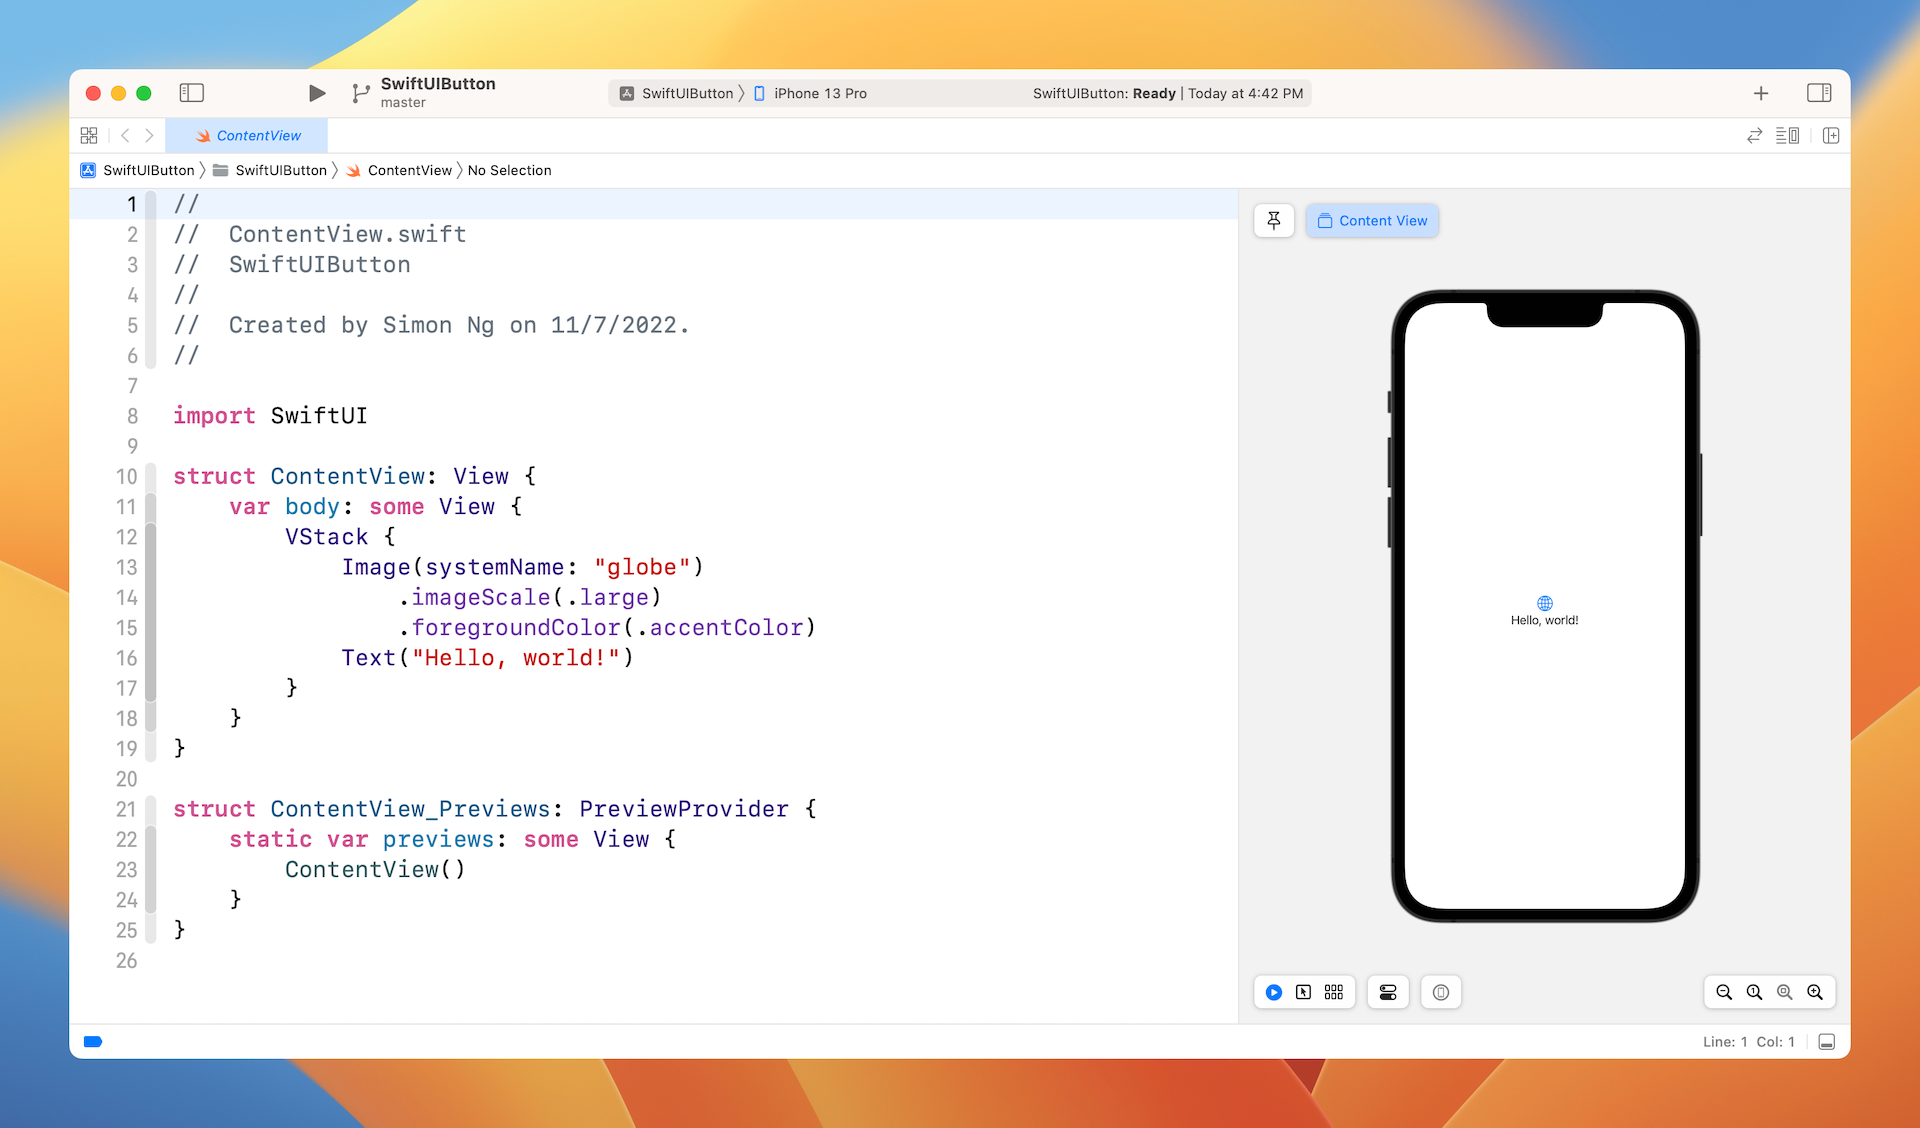 SwiftUIButton
master
SwiftUIButton 〉 iPhone 13 Pro
SwiftUIButton: Ready | Today at 4:42 PM
ContentView
SwiftUIButton 〉 SwiftUIButton 〉 ContentView 〉 No Selection
1 //
2 //  ContentView.swift
3 //  SwiftUIButton
4 //
5 //  Created by Simon Ng on 11/7/2022.
6 //
7
8 import SwiftUI
9
10 struct ContentView: View {
11     var body: some View {
12         VStack {
13             Image(systemName: "globe")
14                 .imageScale(.large)
15                 .foregroundColor(.accentColor)
16             Text("Hello, world!")
17         }
18     }
19 }
20
21 struct ContentView_Previews: PreviewProvider {
22     static var previews: some View {
23         ContentView()
24     }
25 }
26
Content View
Hello, world!
Line: 1  Col: 1